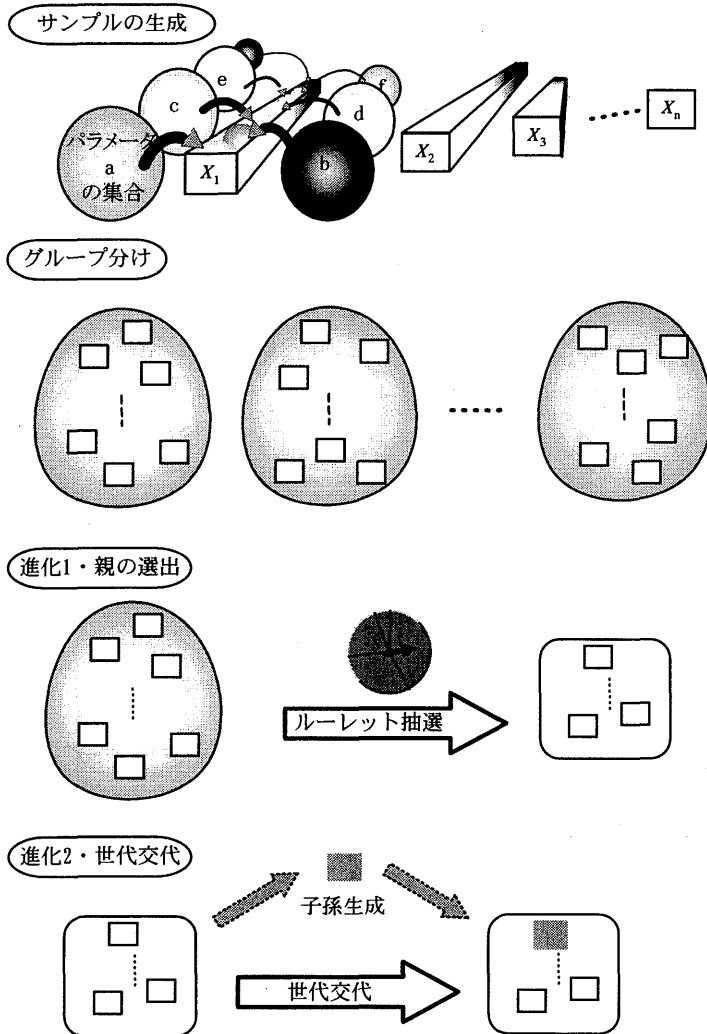 サンプルの生成
e
f
c
d
パラメータ
a
の集合
b
X1
X2
X3
Xn
グループ分け
進化1・親の選出
ルーレット抽選
進化2・世代交代
子孫生成
世代交代